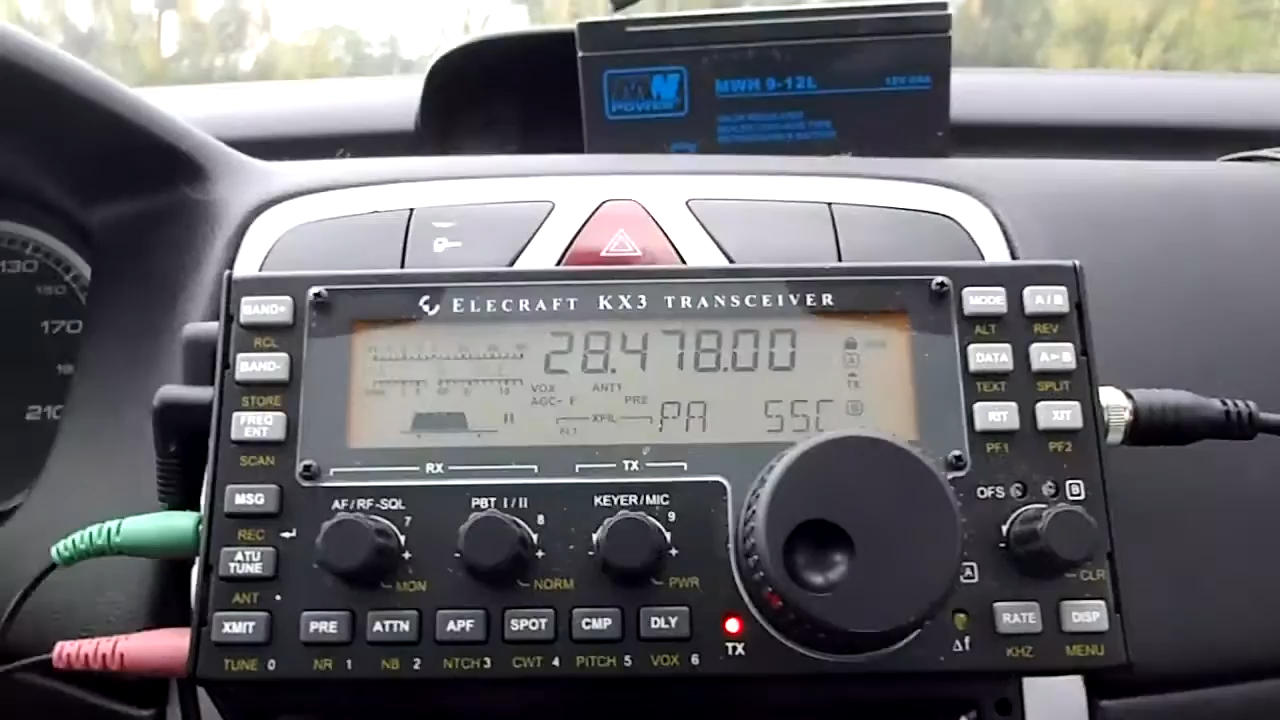 MW POWER
MWH 9-12L
130
150
170
210
ELECRAFT KX3 TRANSCEIVER
28.478.00
VOX
ANT1
AGC- F
PRE
XFIL
TX
A
B
PA
SSC
BAND+
RCL
BAND-
STORE
FREQ ENT
SCAN
MSG
REC
ATU TUNE
ANT
XMIT
TUNE 0
MODE
A / B
ALT
REV
DATA
A▸B
TEXT
SPLIT
RIT
XIT
PF1
PF2
OFS
B
RX
TX
AF/RF-SQL
PBT I/II
KEYER/MIC
7
8
9
MON
NORM
PWR
- +
- +
- +
PRE
ATTN
APF
SPOT
CMP
DLY
NR 1
NB 2
NTCH 3
CWT 4
PITCH 5
VOX 6
TX
A
Δf
CLR
RATE
DISP
KHZ
MENU